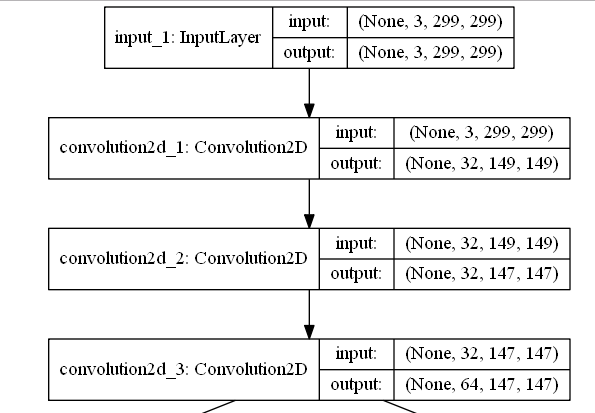 input_1: InputLayer
input: (None, 3, 299, 299)
output: (None, 3, 299, 299)
convolution2d_1: Convolution2D
input: (None, 3, 299, 299)
output: (None, 32, 149, 149)
convolution2d_2: Convolution2D
input: (None, 32, 149, 149)
output: (None, 32, 147, 147)
convolution2d_3: Convolution2D
input: (None, 32, 147, 147)
output: (None, 64, 147, 147)